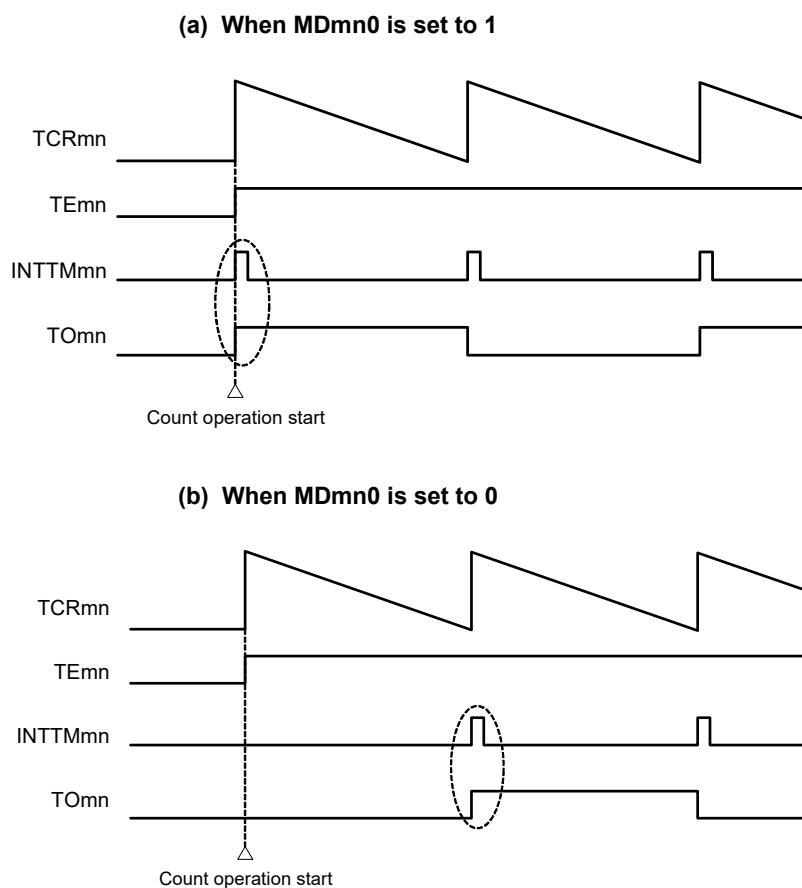 (a) When MDmn0 is set to 1
TCRmn
TEmn
INTTMmn
TOmn
Count operation start
(b) When MDmn0 is set to 0
TCRmn
TEmn
INTTMmn
TOmn
Count operation start